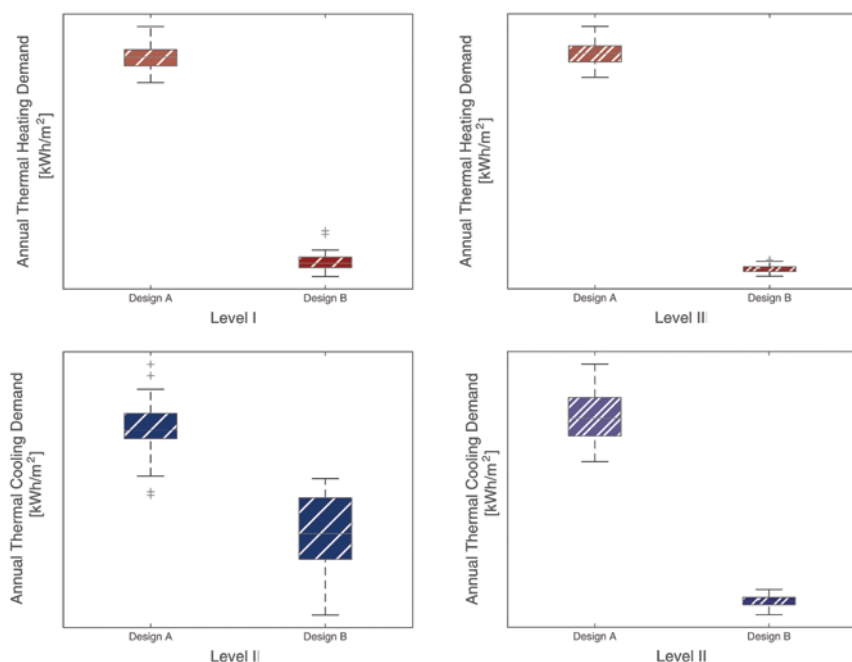 Annual Thermal Heating Demand
[kWh/m²]
Design A
Design B
Level I
Annual Thermal Heating Demand
[kWh/m²]
Design A
Design B
Level II
Annual Thermal Cooling Demand
[kWh/m²]
Design A
Design B
Level I
Annual Thermal Cooling Demand
[kWh/m²]
Design A
Design B
Level II